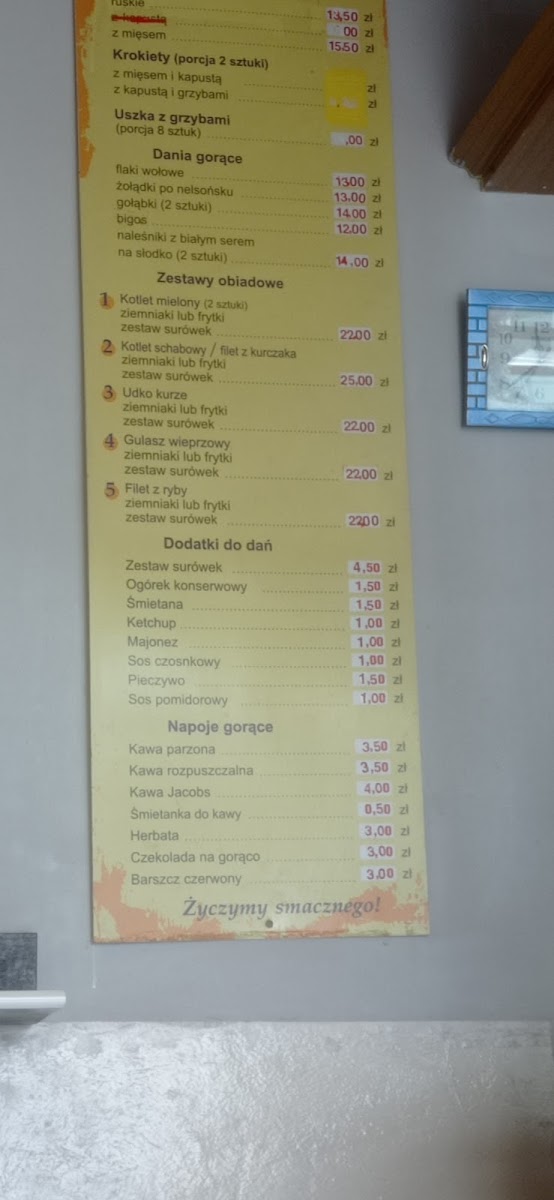 ruskie 13,50 zł
z kapustą 00 zł
z mięsem 15.50 zł
Krokiety (porcja 2 sztuki)
z mięsem i kapustą zł
z kapustą i grzybami zł
Uszka z grzybami
(porcja 8 sztuk) ,00 zł
Dania gorące
flaki wołowe 1300 zł
żołądki po nelsońsku 13.00 zł
gołąbki (2 sztuki) 14.00 zł
bigos 12.00 zł
naleśniki z białym serem
na słodko (2 sztuki) 14.00 zł
Zestawy obiadowe
1 Kotlet mielony (2 sztuki)
ziemniaki lub frytki
zestaw surówek 22.00 zł
2 Kotlet schabowy / filet z kurczaka
ziemniaki lub frytki
zestaw surówek 25.00 zł
3 Udko kurze
ziemniaki lub frytki
zestaw surówek 22.00 zł
4 Gulasz wieprzowy
ziemniaki lub frytki
zestaw surówek 22.00 zł
5 Filet z ryby
ziemniaki lub frytki
zestaw surówek 22.00 zł
Dodatki do dań
Zestaw surówek 4,50 zł
Ogórek konserwowy 1,50 zł
Śmietana 1,50 zł
Ketchup 1,00 zł
Majonez 1,00 zł
Sos czosnkowy 1,00 zł
Pieczywo 1,50 zł
Sos pomidorowy 1,00 zł
Napoje gorące
Kawa parzona 3.50 zł
Kawa rozpuszczalna 3,50 zł
Kawa Jacobs 4,00 zł
Śmietanka do kawy 0,50 zł
Herbata 3,00 zł
Czekolada na gorąco 3,00 zł
Barszcz czerwony 3.00 zł
Życzymy smacznego!